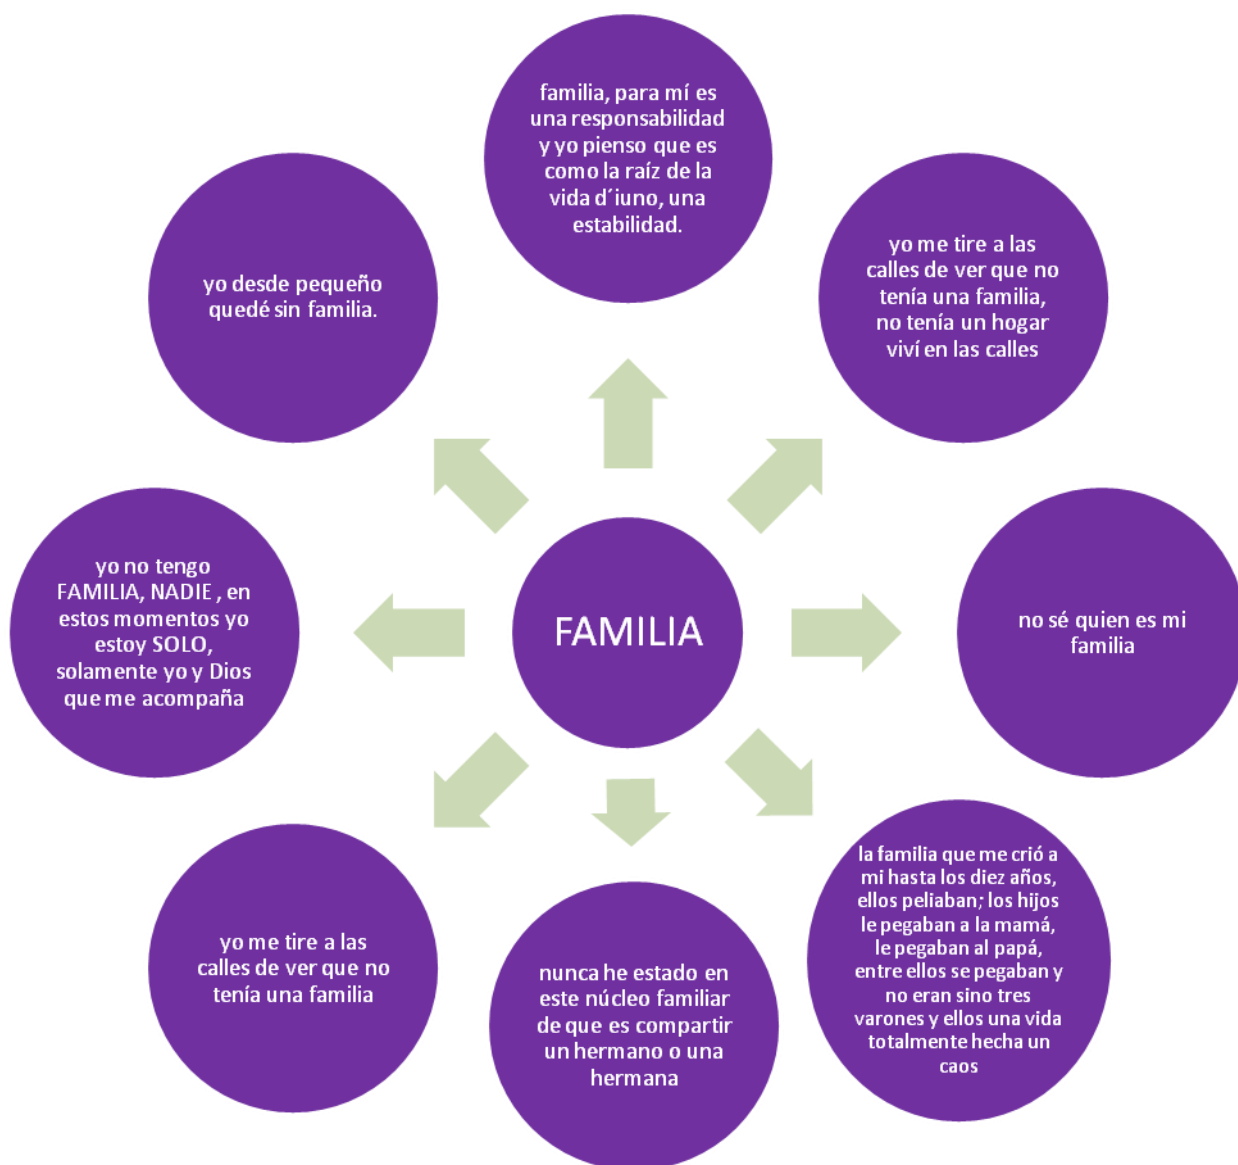 familia, para mí es
una responsabilidad
y yo pienso que es
como la raíz de la
vida d´iuno, una
estabilidad.
yo me tire a las
calles de ver que no
tenía una familia,
no tenía un hogar
viví en las calles
no sé quien es mi
familia
la familia que me crió a
mi hasta los diez años,
ellos peliaban; los hijos
le pegaban a la mamá,
le pegaban al papá,
entre ellos se pegaban y
no eran sino tres
varones y ellos una vida
totalmente hecha un
caos
nunca he estado en
este núcleo familiar
de que es compartir
un hermano o una
hermana
yo me tire a las
calles de ver que no
tenía una familia
yo no tengo
FAMILIA, NADIE , en
estos momentos yo
estoy SOLO,
solamente yo y Dios
que me acompaña
yo desde pequeño
quedé sin familia.
FAMILIA